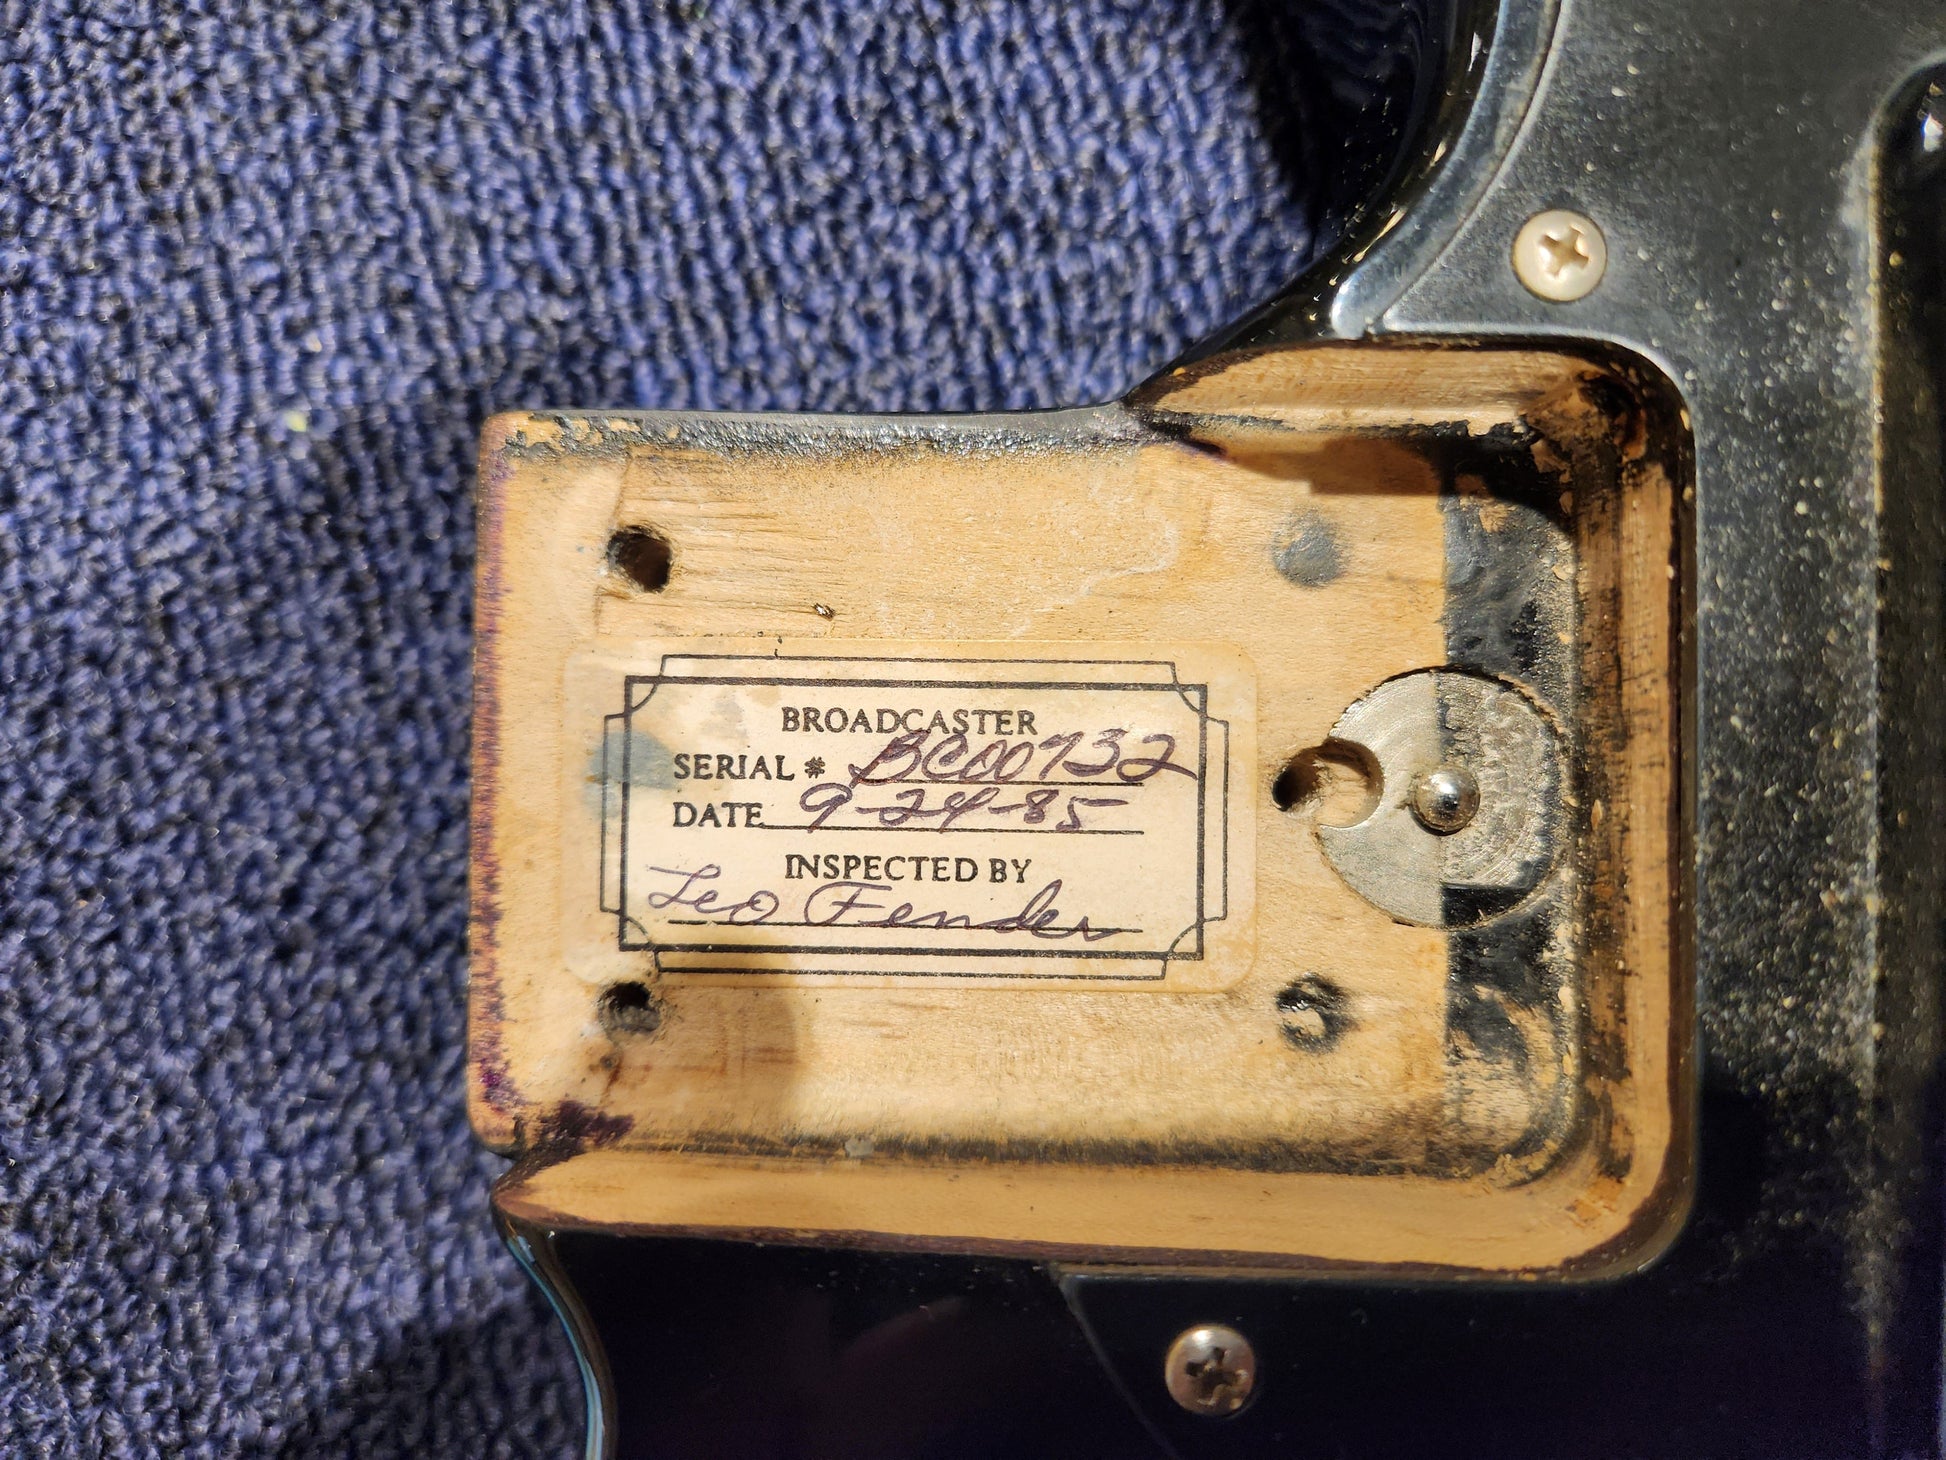 BROADCASTER
SERIAL # BC00732
DATE 9-24-85
INSPECTED BY
Leo Fender